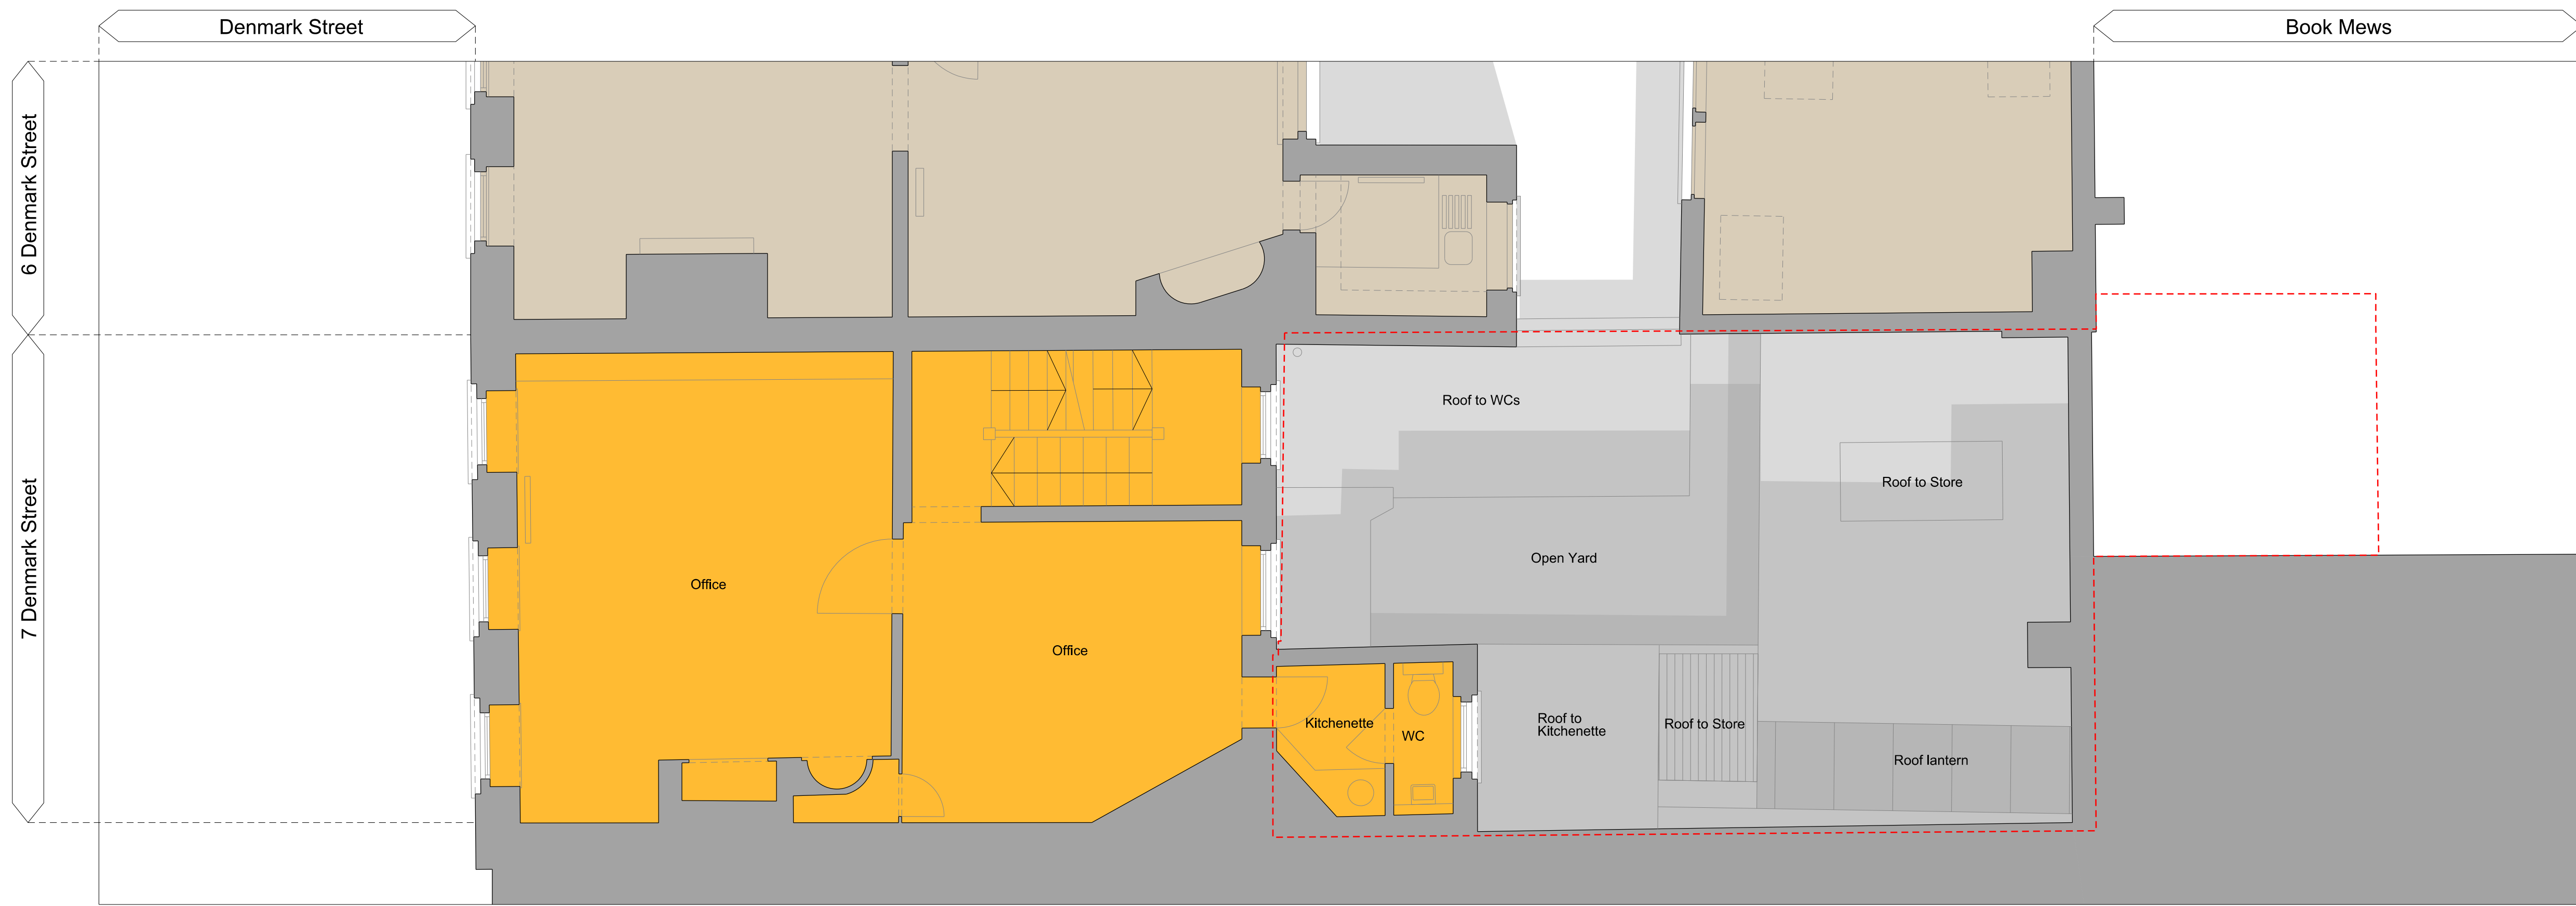 Denmark Street
Book Mews
6 Denmark Street
7 Denmark Street
Roof to WCs
Roof to Store
Open Yard
Office
Office
Kitchenette
WC
Roof to
Kitchenette
Roof to Store
Roof lantern